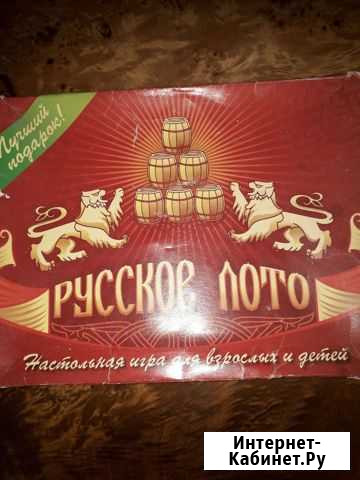 Лучший
подарок!
РУССКОЕ ЛОТО
Настольная игра для взрослых и детей
Интернет-
Кабинет.Ру